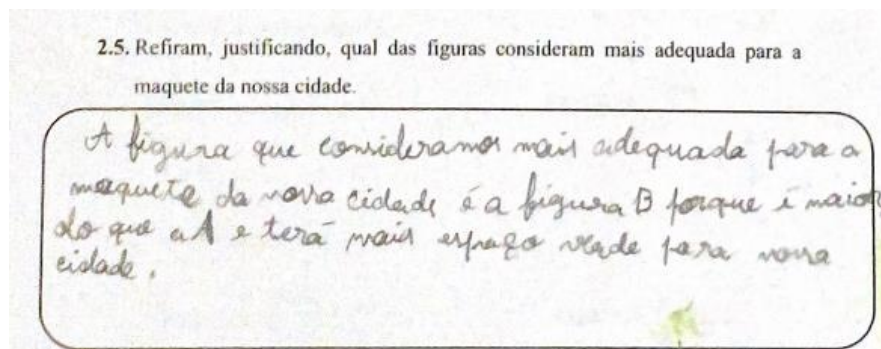 2.5. Refiram, justificando, qual das figuras consideram mais adequada para a
maquete da nossa cidade.
A figura que consideramos mais adequada para a
maquete da nossa cidade é a figura B porque é maior
do que a A e terá mais espaço verde para nossa
cidade.